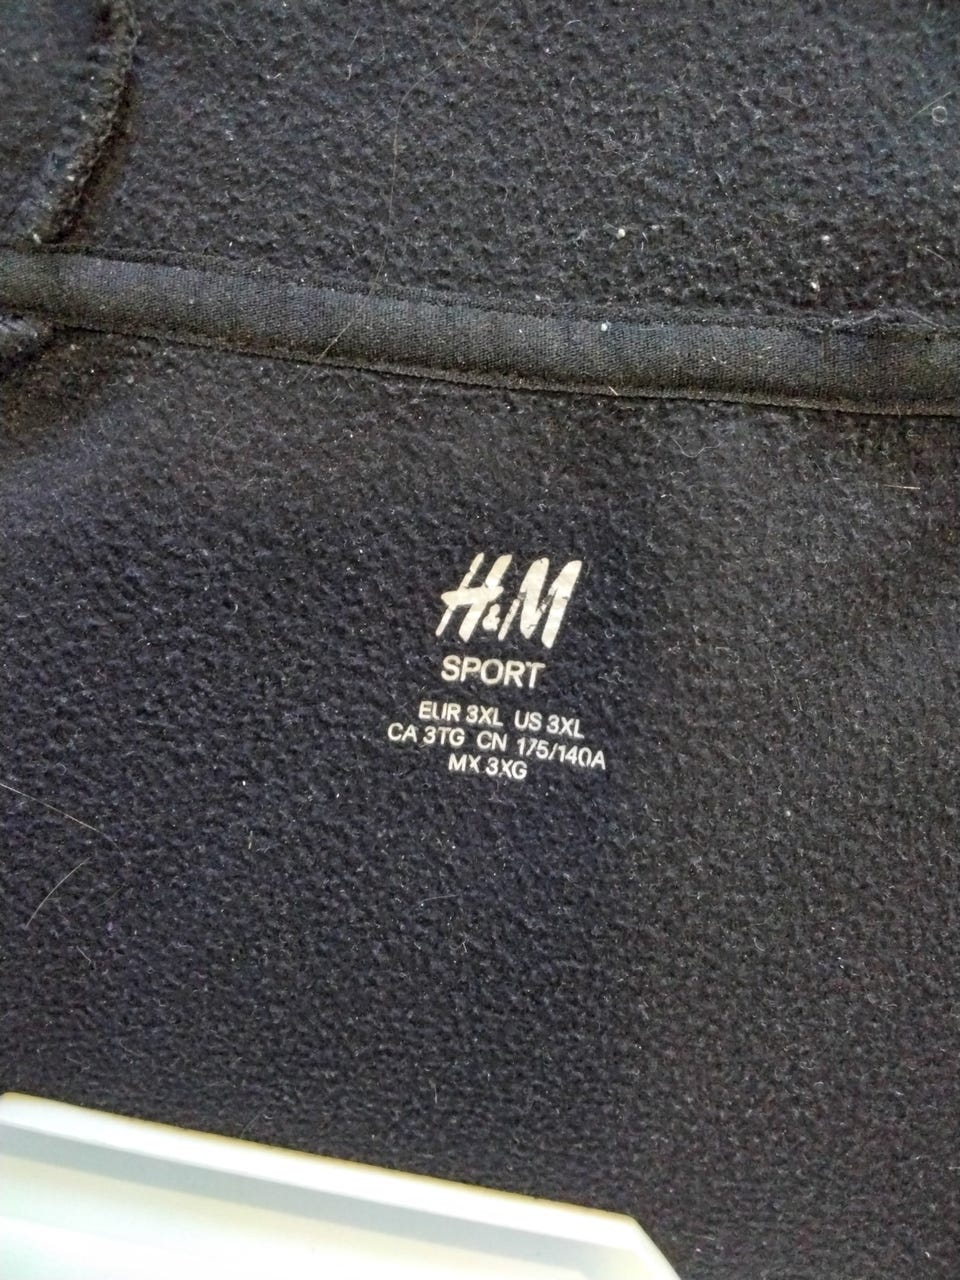 H&M
SPORT
EUR 3XL US 3XL
CA 3TG CN 175/140A
MX 3XG